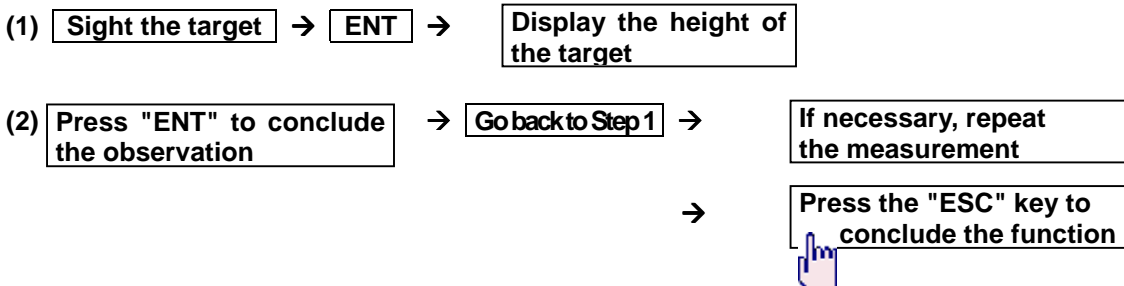 (1) Sight the target → ENT → Display the height of
the target
(2) Press "ENT" to conclude → Go back to Step 1 → If necessary, repeat
the observation the measurement
→ Press the "ESC" key to
conclude the function